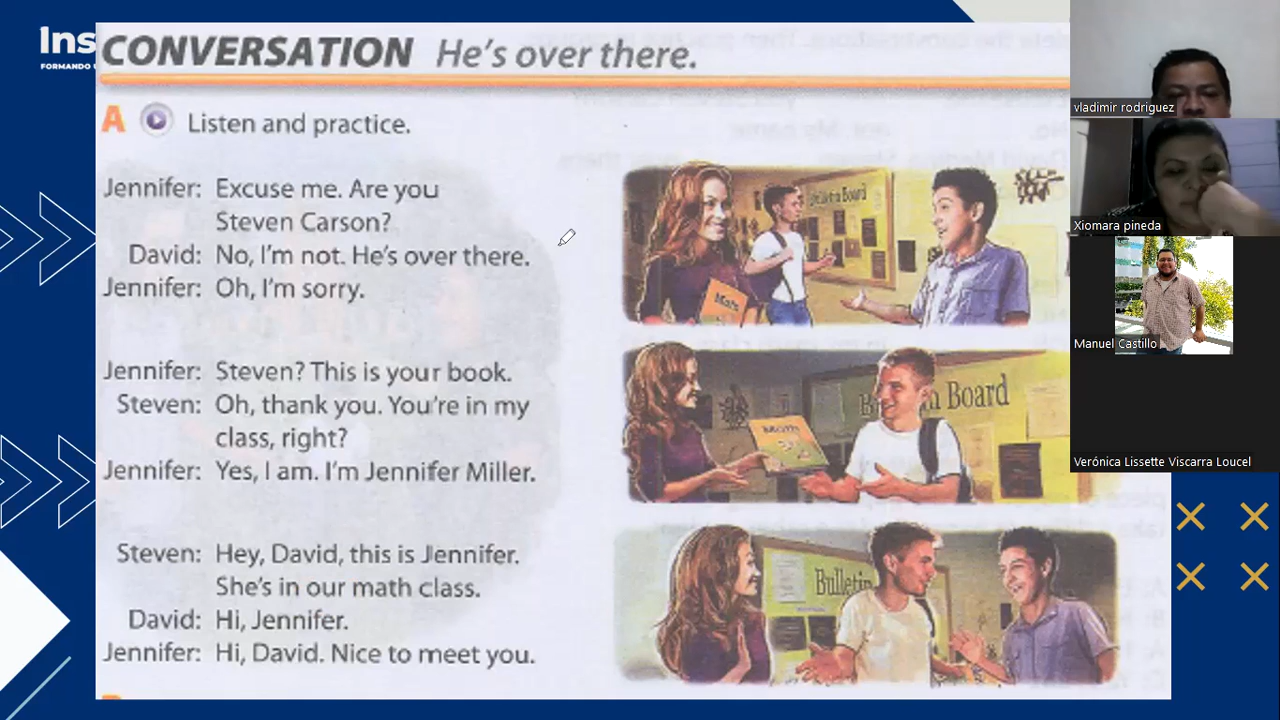 Ins
FORMANDO
CONVERSATION He's over there.
A Listen and practice.
Jennifer: Excuse me. Are you
Steven Carson?
David: No, I'm not. He's over there.
Jennifer: Oh, I'm sorry.
Jennifer: Steven? This is your book.
Steven: Oh, thank you. You're in my
class, right?
Jennifer: Yes, I am. I'm Jennifer Miller.
Steven: Hey, David, this is Jennifer.
She's in our math class.
David: Hi, Jennifer.
Jennifer: Hi, David. Nice to meet you.
Bulletin Board
Math
Board
Math
Bulletin
vladimir rodriguez
Xiomara pineda
Manuel Castillo
Verónica Lissette Viscarra Loucel